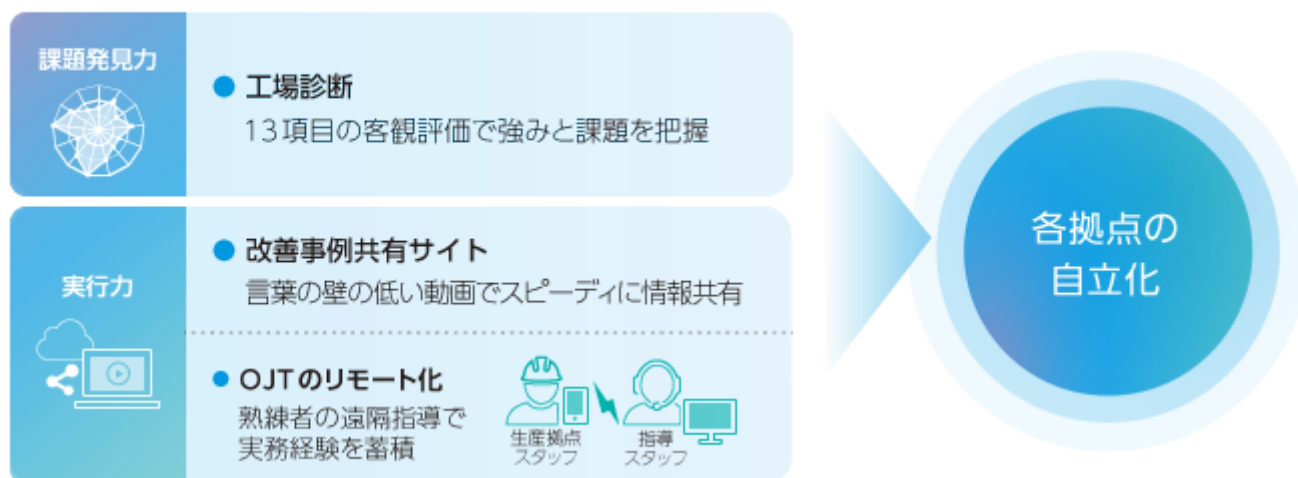 課題発見力
● 工場診断
13項目の客観評価で強みと課題を把握
実行力
● 改善事例共有サイト
言葉の壁の低い動画でスピーディに情報共有
● OJTのリモート化
熟練者の遠隔指導で
実務経験を蓄積
生産拠点
スタッフ
指導
スタッフ
各拠点の
自立化